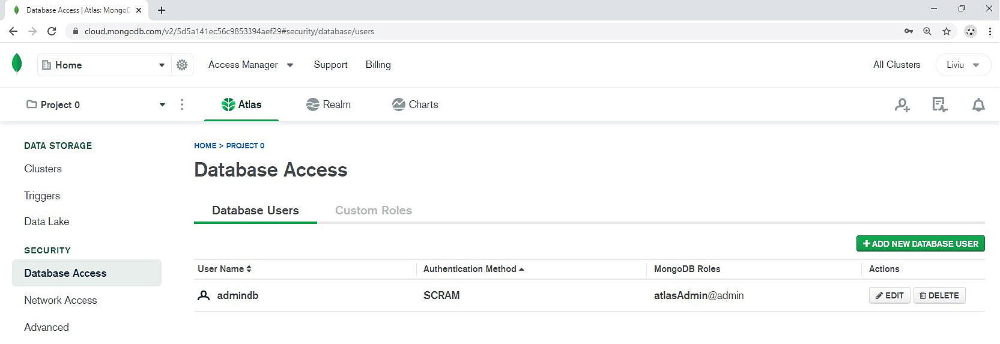 Database Access | Atlas: MongoD
cloud.mongodb.com/v2/5d5a141ec56c9853394aef29#security/database/users
Home Access Manager Support Billing All Clusters Liviu
Project 0 Atlas Realm Charts
DATA STORAGE
Clusters
Triggers
Data Lake
SECURITY
Database Access
Network Access
Advanced
HOME > PROJECT 0
Database Access
Database Users Custom Roles
+ ADD NEW DATABASE USER
User Name Authentication Method MongoDB Roles Actions
admindb SCRAM atlasAdmin@admin EDIT DELETE